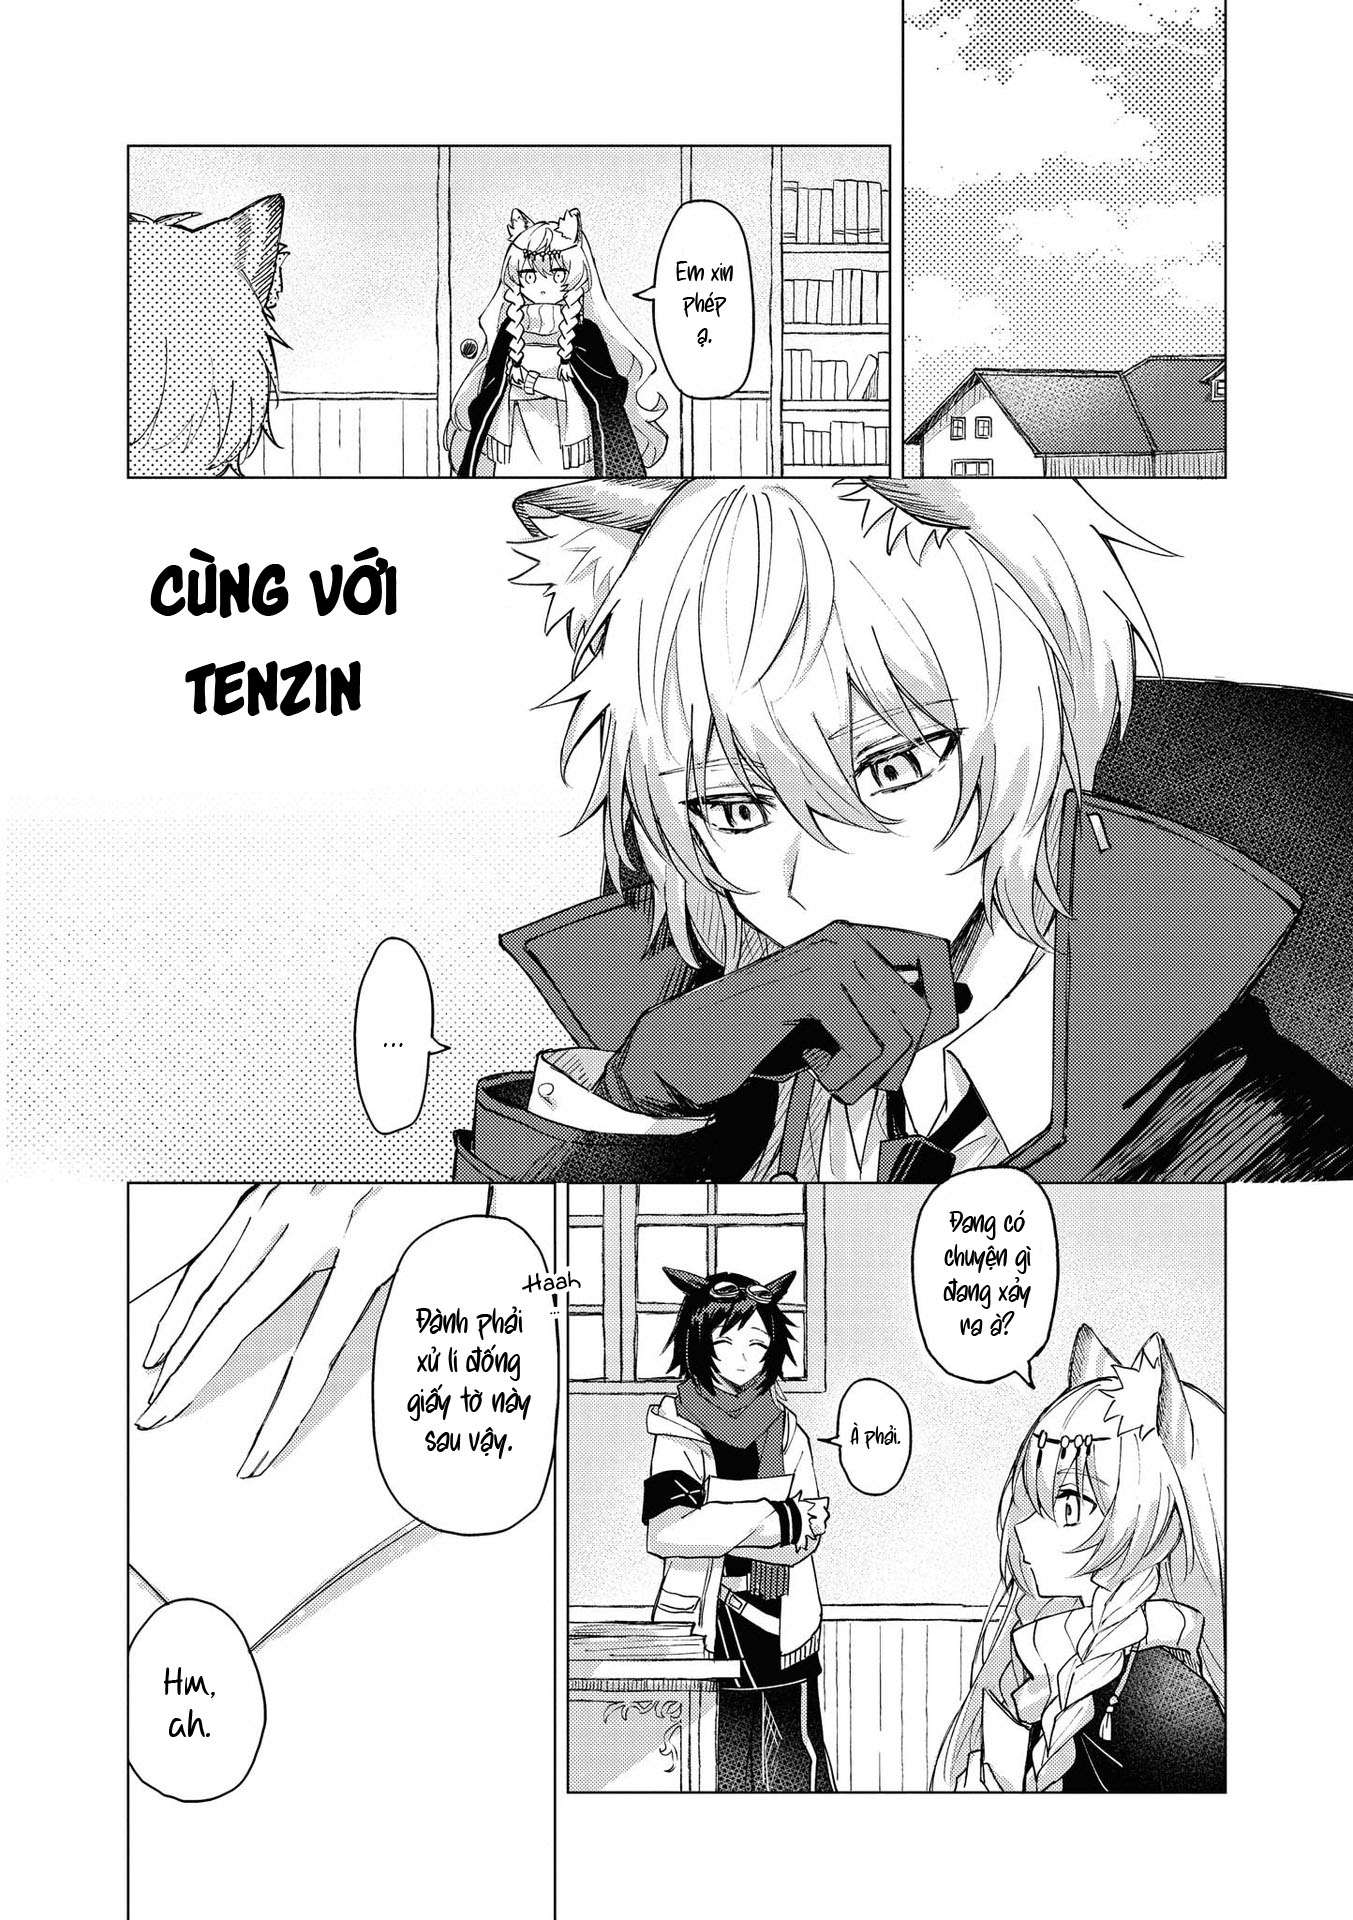 Em xin
phép
ạ.
CÙNG VỚI
TENZIN
...
Đang có
chuyện gì
đang xảy
ra à?
À phải.
Haah
...
Đành phải
xử lí đống
giấy tờ này
sau vậy.
Hm,
ah.